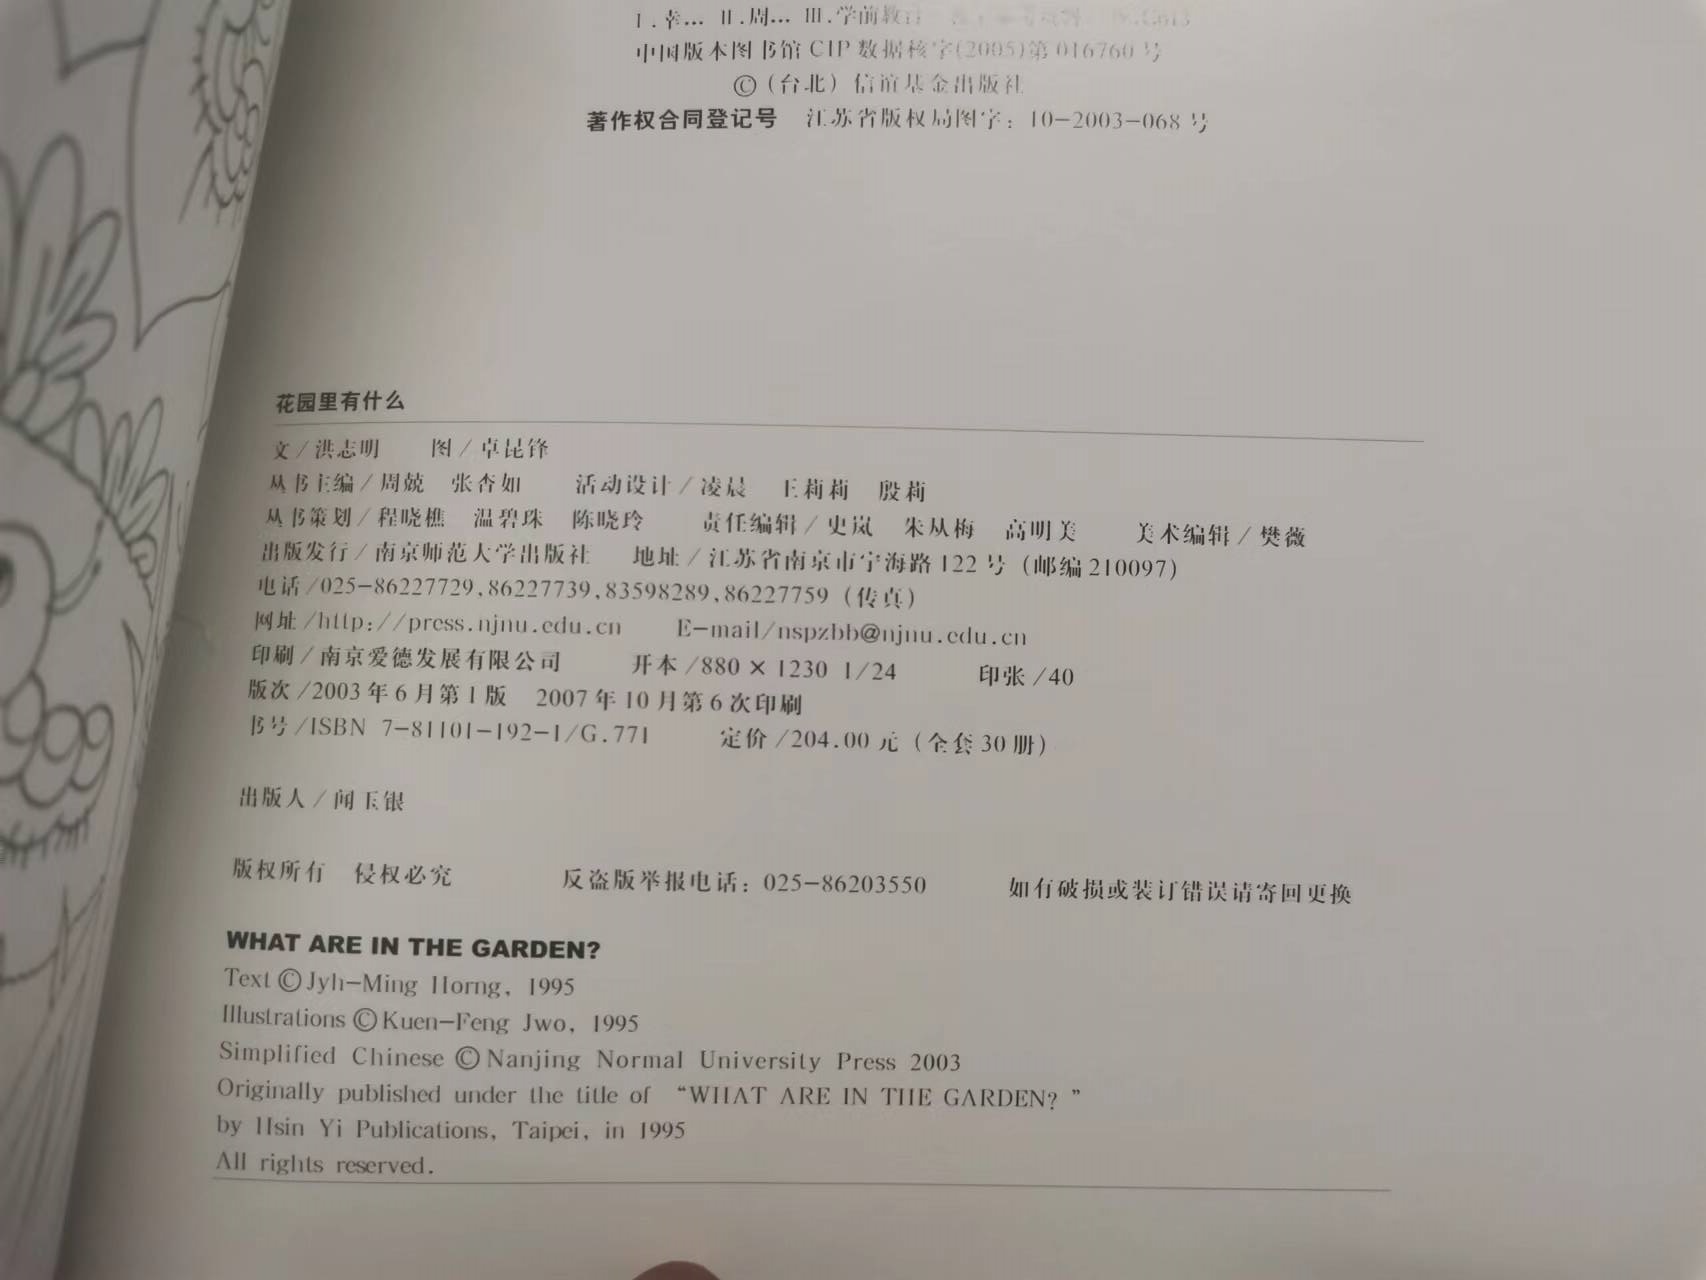 I.幸… II.周… III.学前教育
中国版本图书馆CIP数据核字(2005)第016760号
©（台北）信谊基金出版社
著作权合同登记号 江苏省版权局图字：10-2003-068号
花园里有什么
文/洪志明 图/卓昆锋
丛书主编/周兢 张杏如 活动设计/凌晨 王莉莉 殷莉
丛书策划/程晓樵 温碧珠 陈晓玲 责任编辑/史岚 朱从梅 高明美 美术编辑/樊薇
出版发行/南京师范大学出版社 地址/江苏省南京市宁海路122号（邮编210097）
电话/025-86227729,86227739,83598289,86227759（传真）
网址/http://press.njnu.edu.cn E-mail/nspzbb@njnu.edu.cn
印刷/南京爱德发展有限公司 开本/880×1230 1/24 印张/40
版次/2003年6月第1版 2007年10月第6次印刷
书号/ISBN 7-81101-192-1/G.771 定价/204.00元（全套30册）
出版人/闻玉银
版权所有 侵权必究 反盗版举报电话：025-86203550 如有破损或装订错误请寄回更换
WHAT ARE IN THE GARDEN?
Text ©Jyh-Ming Horng, 1995
Illustrations ©Kuen-Feng Jwo, 1995
Simplified Chinese ©Nanjing Normal University Press 2003
Originally published under the title of “WHAT ARE IN THE GARDEN?”
by Hsin Yi Publications, Taipei, in 1995
All rights reserved.